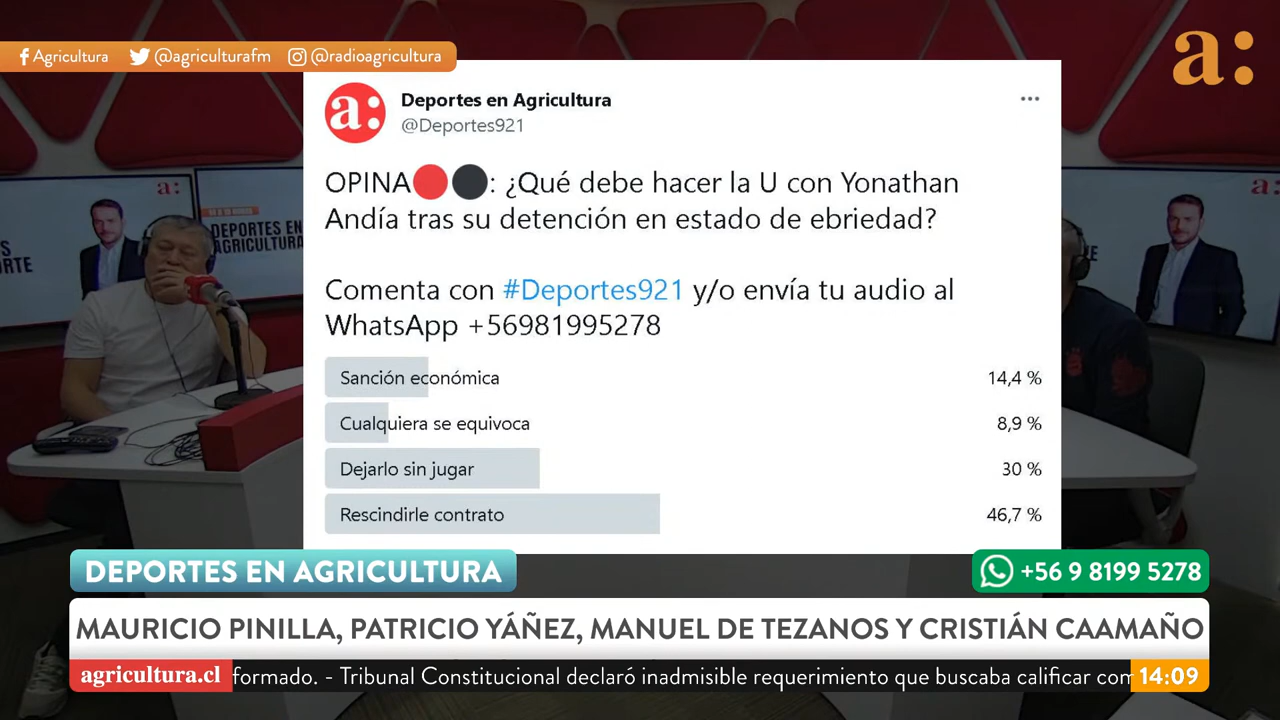 Agricultura @agriculturafm @radioagricultura
a:
a:
Deportes en Agricultura
@Deportes921
OPINA🔴⚫: ¿Qué debe hacer la U con Yonathan
Andía tras su detención en estado de ebriedad?
Comenta con #Deportes921 y/o envía tu audio al
WhatsApp +56981995278
Sanción económica 14,4 %
Cualquiera se equivoca 8,9 %
Dejarlo sin jugar 30 %
Rescindirle contrato 46,7 %
a:
DEPORTES EN
AGRICULTURA
a:
DEPORTES EN AGRICULTURA
+56 9 8199 5278
MAURICIO PINILLA, PATRICIO YÁÑEZ, MANUEL DE TEZANOS Y CRISTIÁN CAAMAÑO
agricultura.cl formado. - Tribunal Constitucional declaró inadmisible requerimiento que buscaba calificar com 14:09